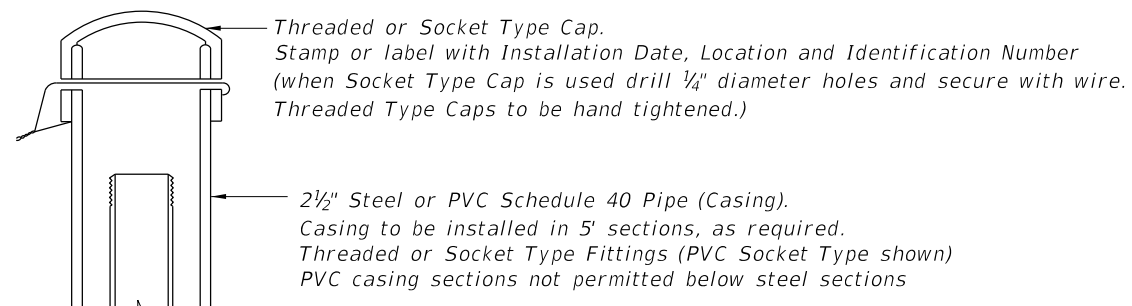 Threaded or Socket Type Cap.
Stamp or label with Installation Date, Location and Identification Number
(when Socket Type Cap is used drill ¼" diameter holes and secure with wire.
Threaded Type Caps to be hand tightened.)
2½" Steel or PVC Schedule 40 Pipe (Casing).
Casing to be installed in 5' sections, as required.
Threaded or Socket Type Fittings (PVC Socket Type shown)
PVC casing sections not permitted below steel sections